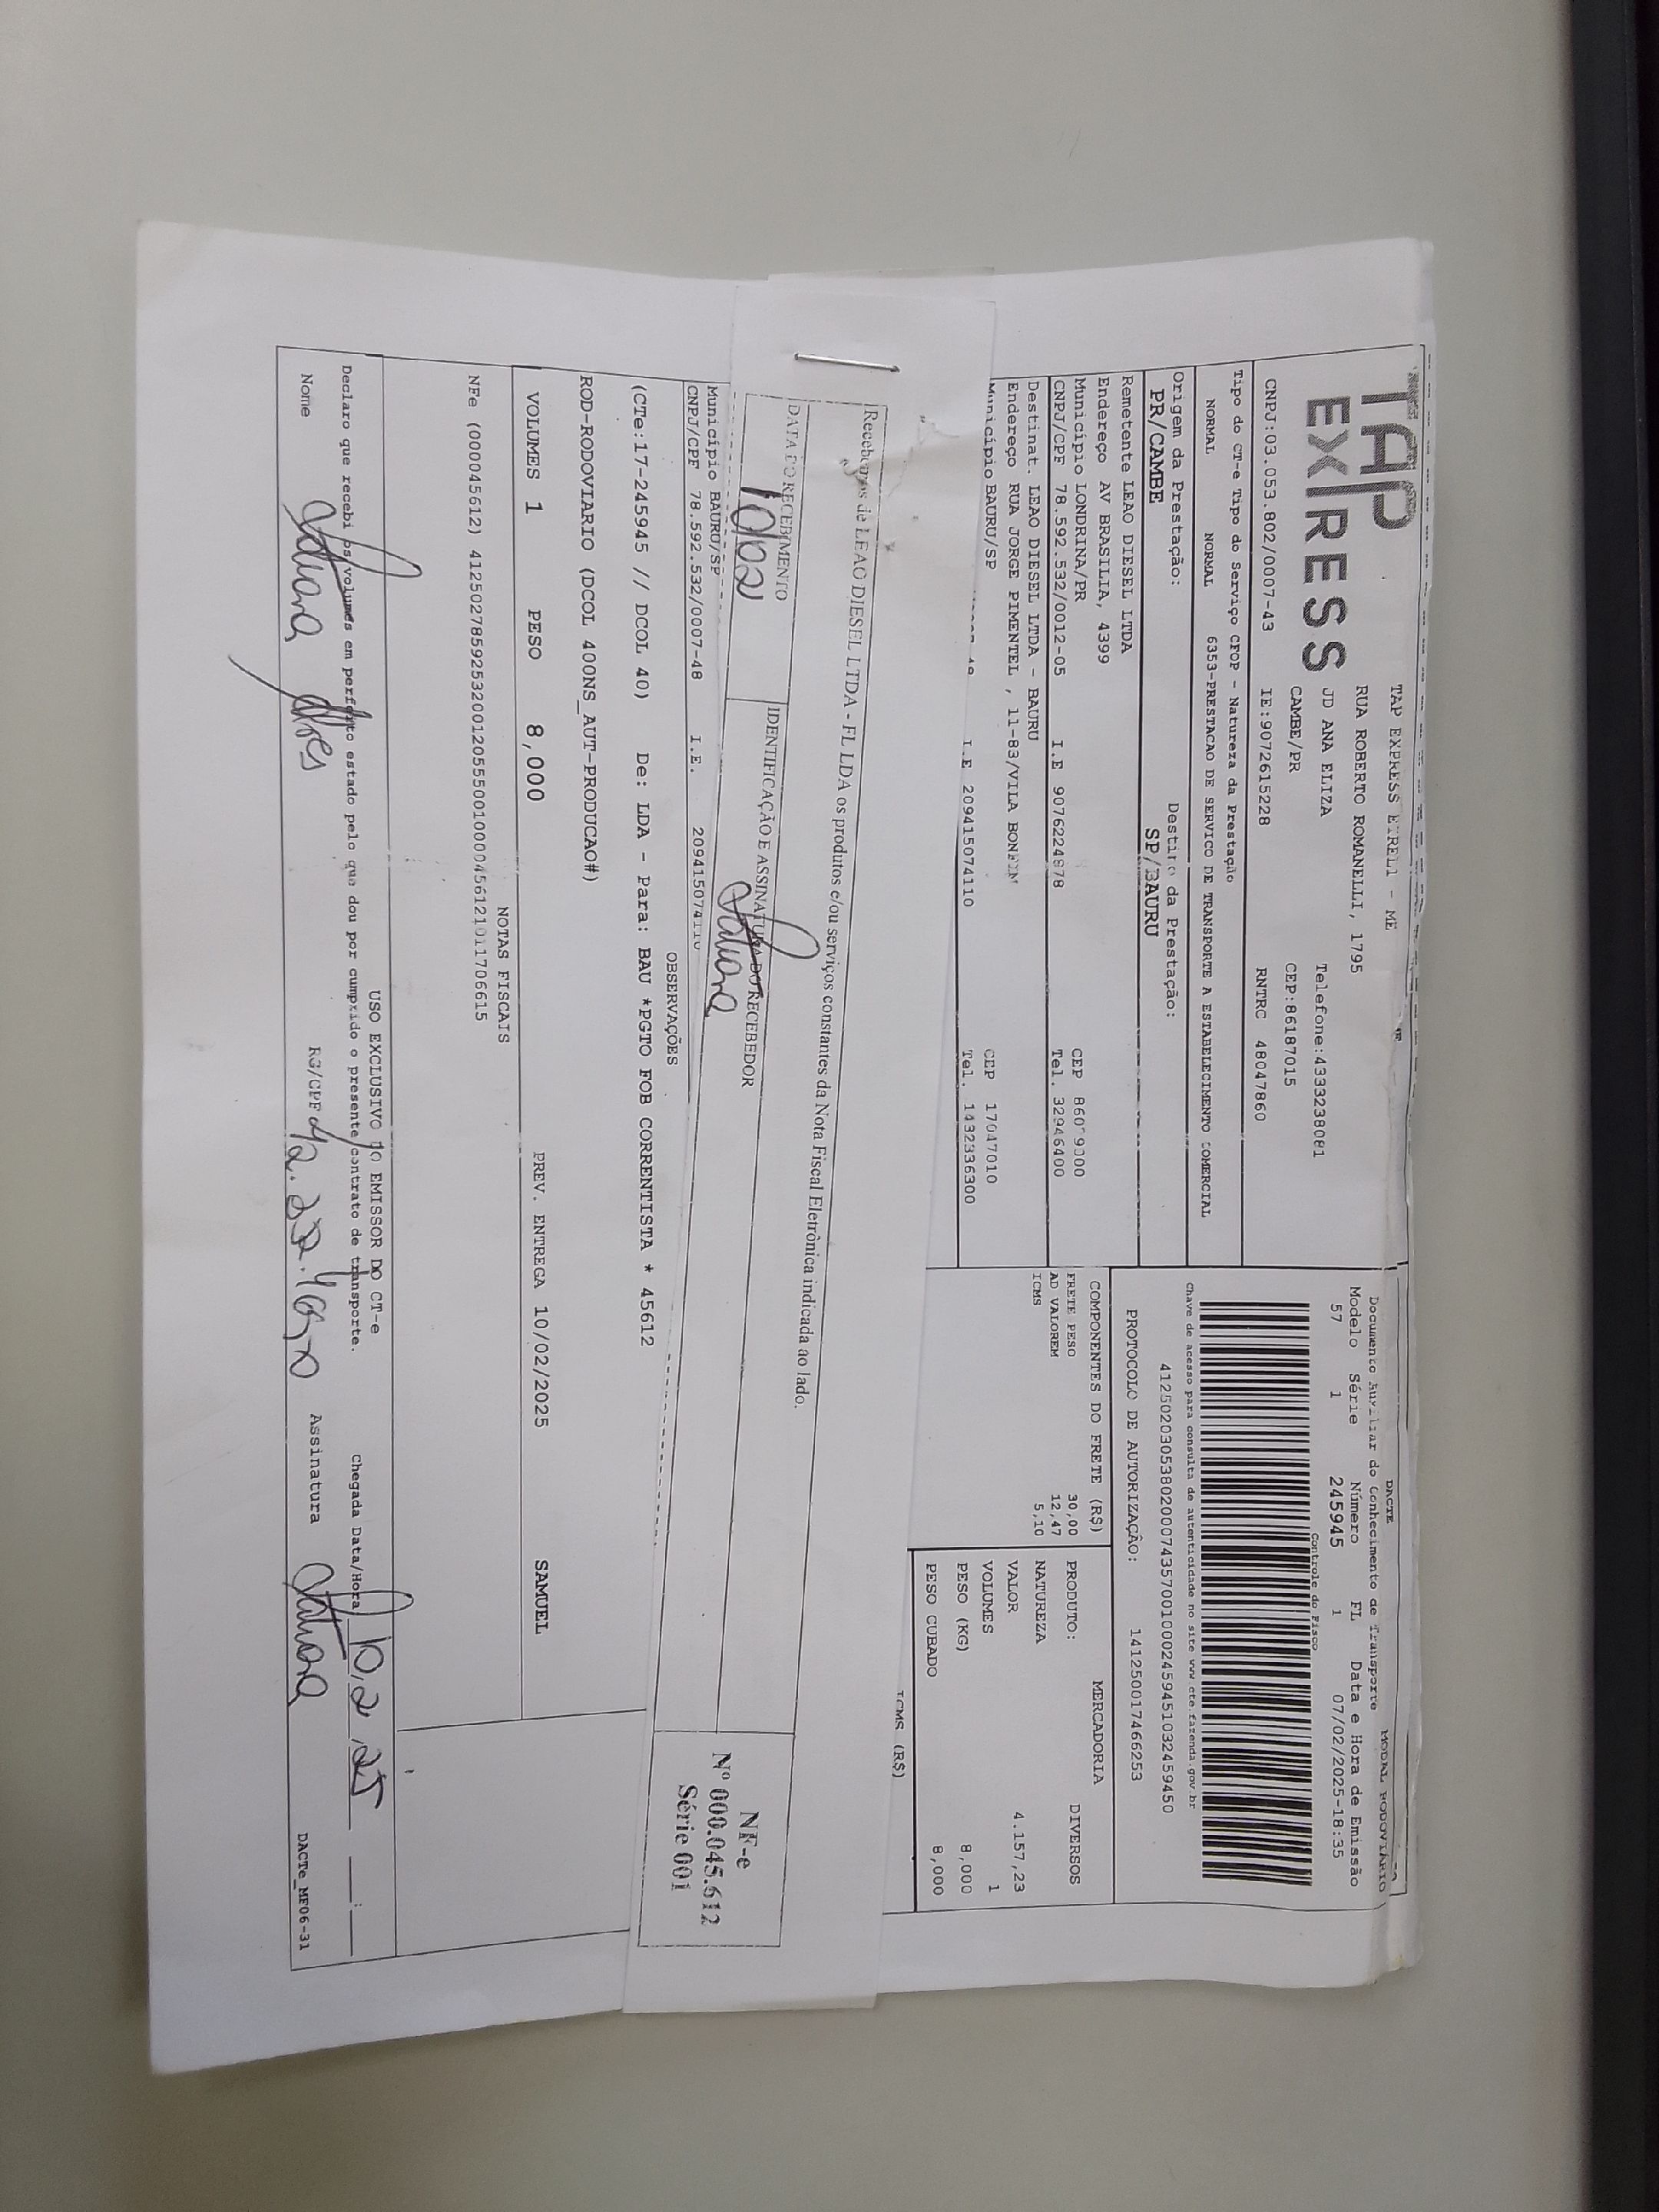 TAP
EXPRESS
TAP EXPRESS EIRELI - ME
RUA ROBERTO ROMANELLI, 1795
JD ANA ELIZA Telefone:4333238081
CAMBE/PR CEP:86187015
CNPJ:03.053.802/0007-43 IE:9072615228 RNTRC 48047860
Tipo do CT-e Tipo do Serviço CFOP - Natureza da Prestação
NORMAL NORMAL 6353-PRESTACAO DE SERVICO DE TRANSPORTE A ESTABELECIMENTO COMERCIAL
Origem da Prestação: Destino da Prestação:
PR/CAMBE SP/BAURU
Remetente LEAO DIESEL LTDA
Endereço AV BRASILIA, 4399
Município LONDRINA/PR CEP
CNPJ/CPF 78.592.532/0012-05 I.E 9076224978 Tel. 32946400
Destinat. LEAO DIESEL LTDA - BAURU
Endereço RUA JORGE PIMENTEL , 11-83/VILA BONFIM
Município BAURU/SP CEP 17047010
I.E 209415074110 Tel. 1432336300
DACTE MODAL RODOVIÁRIO
Documento Auxiliar do Conhecimento de Transporte
Modelo Série Número FL Data e Hora de Emissão
57 1 245945 1 07/02/2025-18:35
Controle do Fisco
Chave de acesso para consulta de autenticidade no site www.cte.fazenda.gov.br
41250203053802000743570010002459451032459450
PROTOCOLO DE AUTORIZAÇÃO: 141250017466253
COMPONENTES DO FRETE (R$)
FRETE PESO 30,00
AD VALOREM 12,47
ICMS 5,10
MERCADORIA
PRODUTO: DIVERSOS
NATUREZA
VALOR 4.157,23
VOLUMES 1
PESO (KG) 8,000
PESO CUBADO 8,000
ICMS (R$)
Recebemos de LEAO DIESEL LTDA - FL LDA os produtos e/ou serviços constantes da Nota Fiscal Eletrônica indicada ao lado.
DATA DO RECEBIMENTO IDENTIFICAÇÃO E ASSINATURA DO RECEBEDOR
10/02 Tatiana
NF-e
Nº 000.045.612
Série 001
Município BAURU/SP
CNPJ/CPF 78.592.532/0007-48 I.E. 209415074110
OBSERVAÇÕES
(CTe:17-245945 // DCOL 40) De: LDA - Para: BAU *PGTO FOB CORRENTISTA * 45612
ROD-RODOVIARIO (DCOL 400NS_AUT-PRODUCAO#)
VOLUMES 1 PESO 8,000 PREV. ENTREGA 10/02/2025 SAMUEL
NOTAS FISCAIS
NFe (000045612) 41250278592532001205550010000456121011706615
USO EXCLUSIVO DO EMISSOR DO CT-e
Declaro que recebi os volumes em perfeito estado pelo que dou por cumprido o presente contrato de transporte. Chegada Data/Hora 10,2,25 :
Nome Tatiana Alves RG/CPF Assinatura Tatiana DACTe_MF06-31